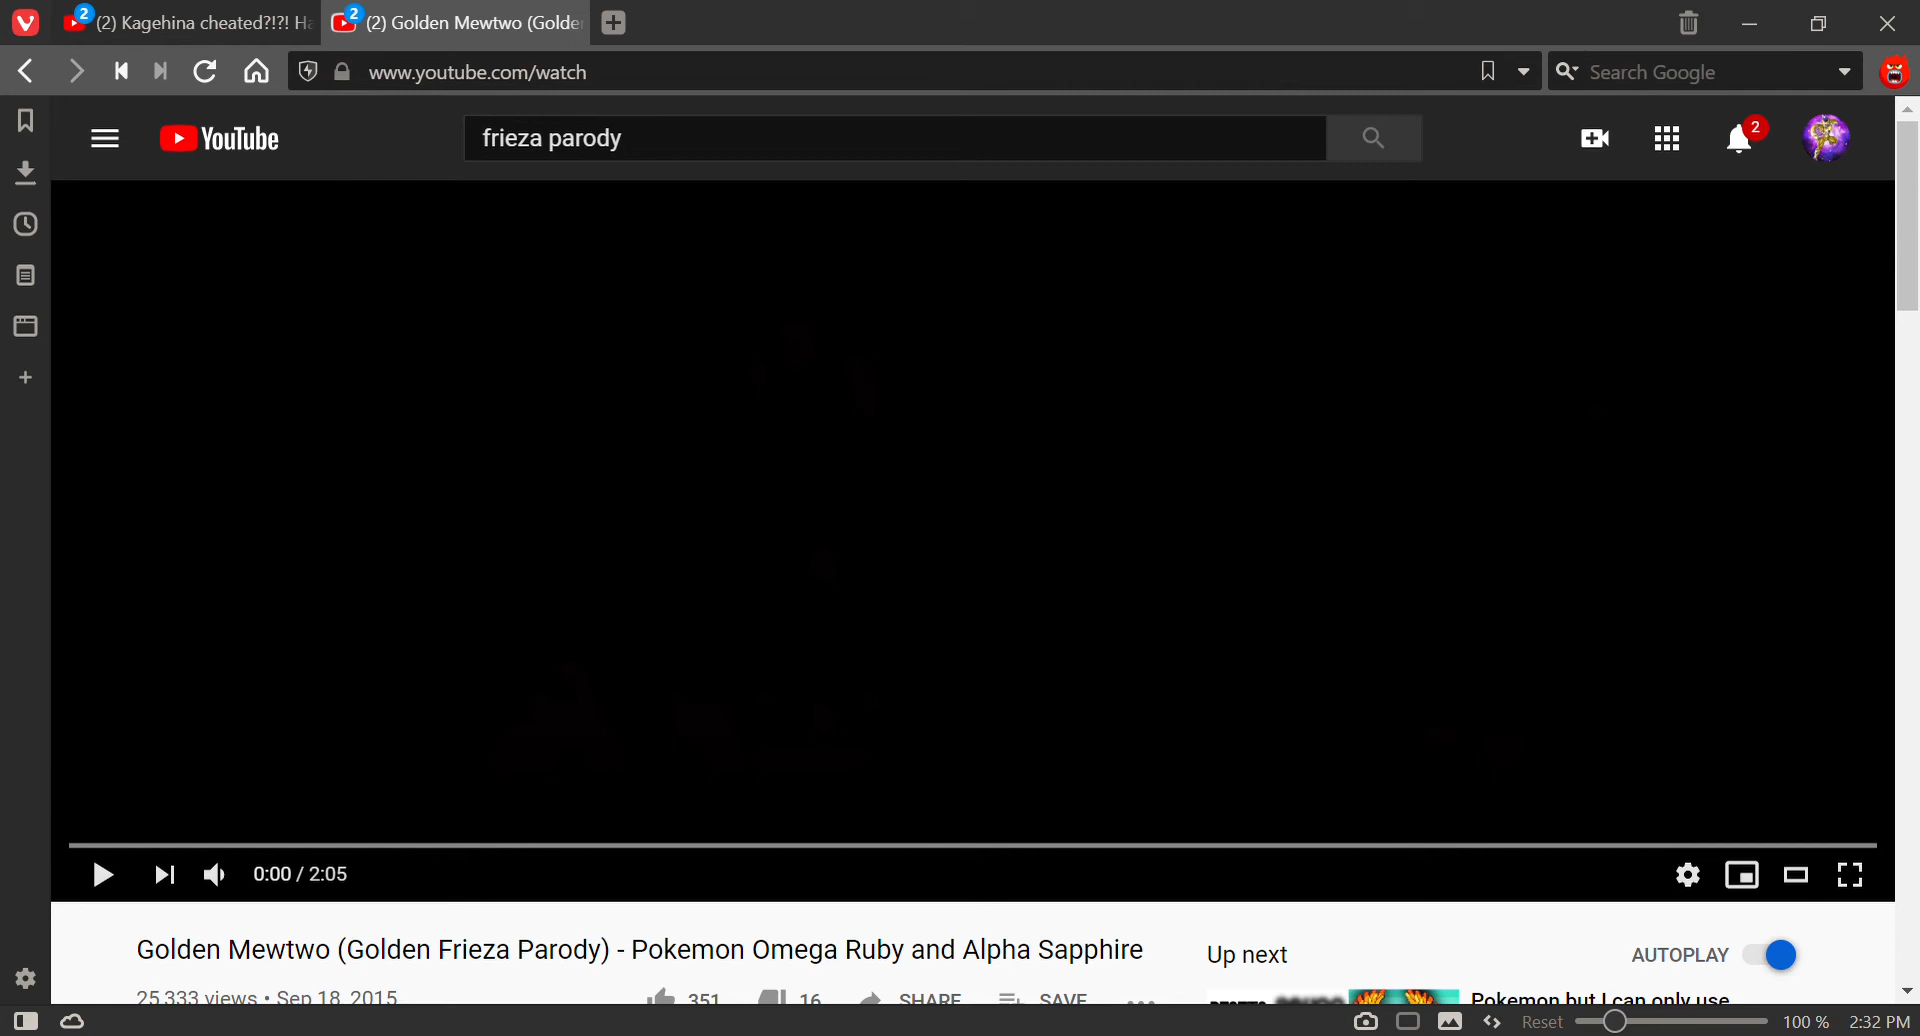 2 (2) Kagehina cheated?!?! Ha
2 (2) Golden Mewtwo (Golde
www.youtube.com/watch
Search Google
YouTube
frieza parody
2
0:00 / 2:05
Golden Mewtwo (Golden Frieza Parody) - Pokemon Omega Ruby and Alpha Sapphire
25,333 views • Sep 18, 2015
351
16
SHARE
SAVE
Up next
AUTOPLAY
Pokemon but I can only use
Reset
100 %
2:32 PM